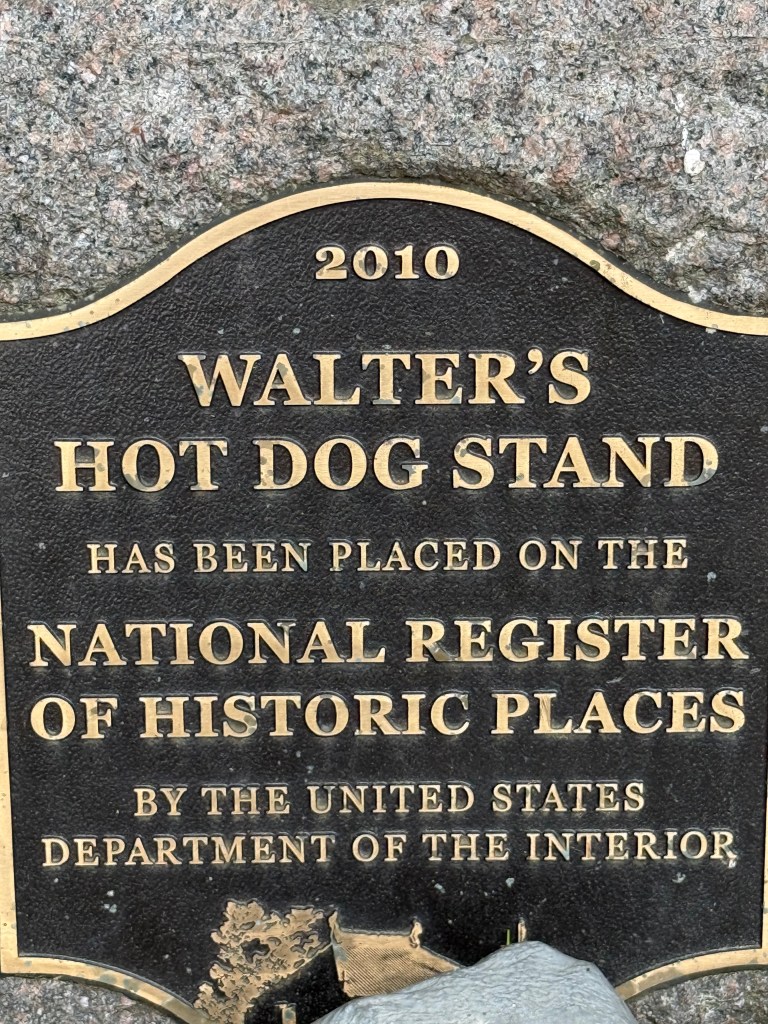 2010
WALTER'S
HOT DOG STAND
HAS BEEN PLACED ON THE
NATIONAL REGISTER
OF HISTORIC PLACES
BY THE UNITED STATES
DEPARTMENT OF THE INTERIOR